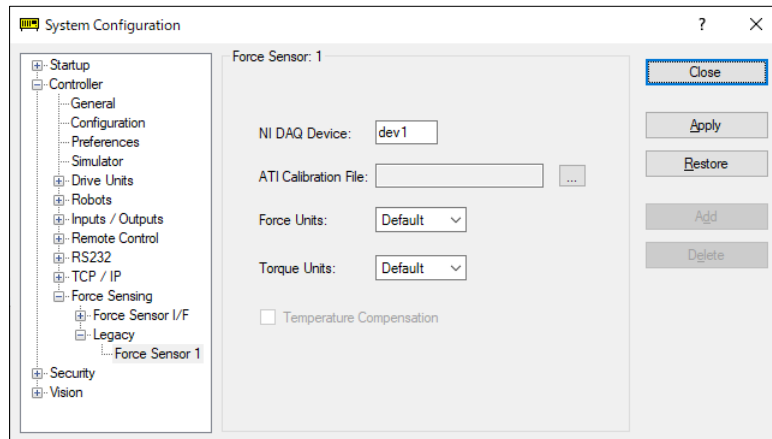 System Configuration
?
Startup
Controller
General
Configuration
Preferences
Simulator
Drive Units
Robots
Inputs / Outputs
Remote Control
RS232
TCP / IP
Force Sensing
Force Sensor I/F
Legacy
Force Sensor 1
Security
Vision
Force Sensor: 1
NI DAQ Device: dev1
ATI Calibration File: ...
Force Units: Default
Torque Units: Default
Temperature Compensation
Close
Apply
Restore
Add
Delete